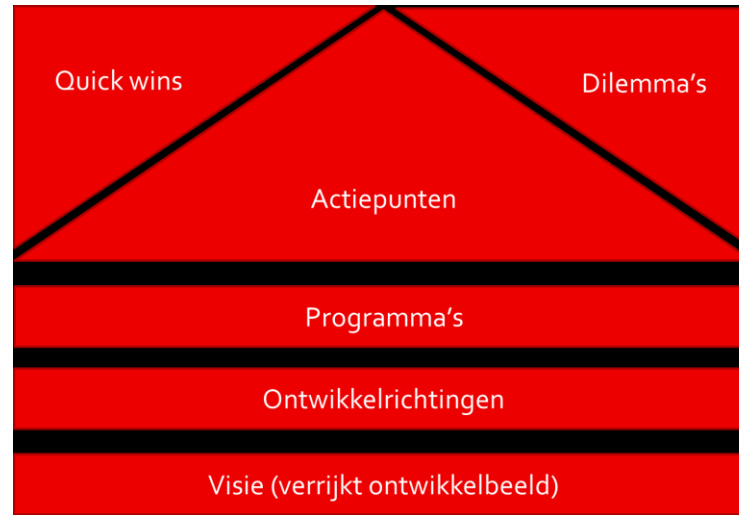 Quick wins
Dilemma's
Actiepunten
Programma's
Ontwikkelrichtingen
Visie (verrijkt ontwikkelbeeld)